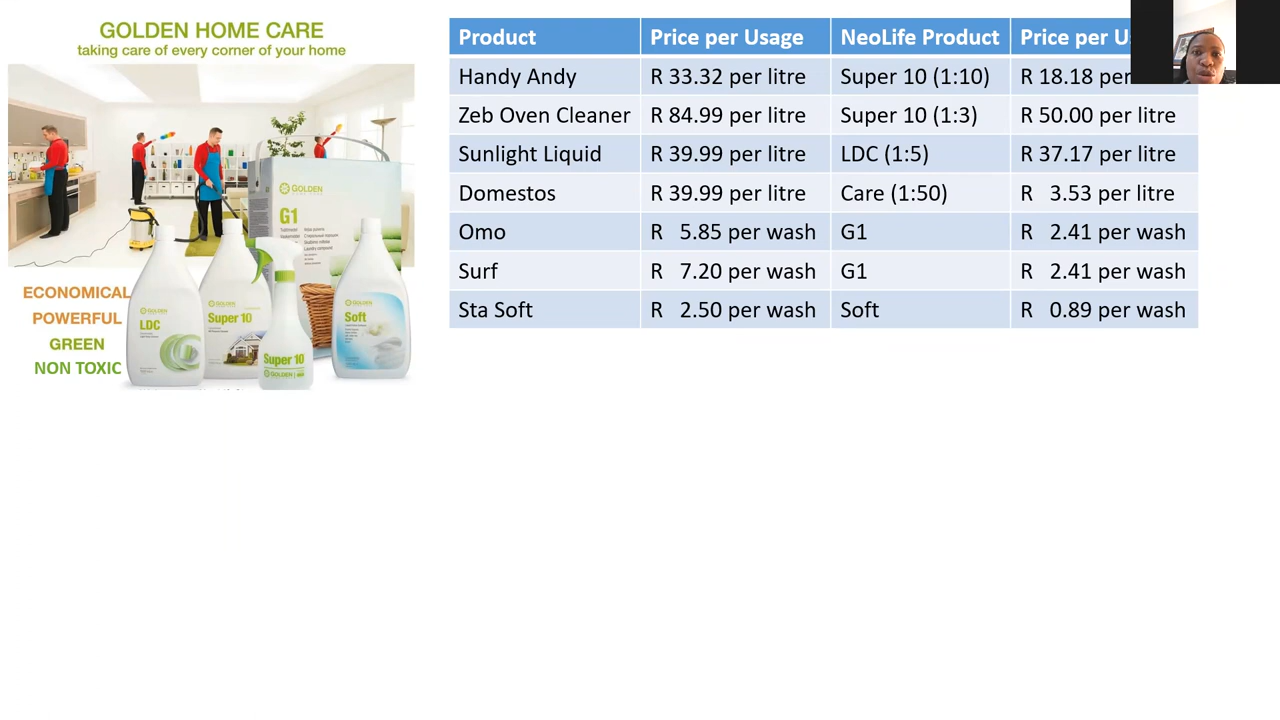 GOLDEN HOME CARE
taking care of every corner of your home
ECONOMICAL
POWERFUL
GREEN
NON TOXIC
GOLDEN
G1
GOLDEN
LDC
GOLDEN
Super 10
Super 10
GOLDEN
GOLDEN
Soft
Product Price per Usage NeoLife Product Price per U
Handy Andy R 33.32 per litre Super 10 (1:10) R 18.18 per
Zeb Oven Cleaner R 84.99 per litre Super 10 (1:3) R 50.00 per litre
Sunlight Liquid R 39.99 per litre LDC (1:5) R 37.17 per litre
Domestos R 39.99 per litre Care (1:50) R 3.53 per litre
Omo R 5.85 per wash G1 R 2.41 per wash
Surf R 7.20 per wash G1 R 2.41 per wash
Sta Soft R 2.50 per wash Soft R 0.89 per wash